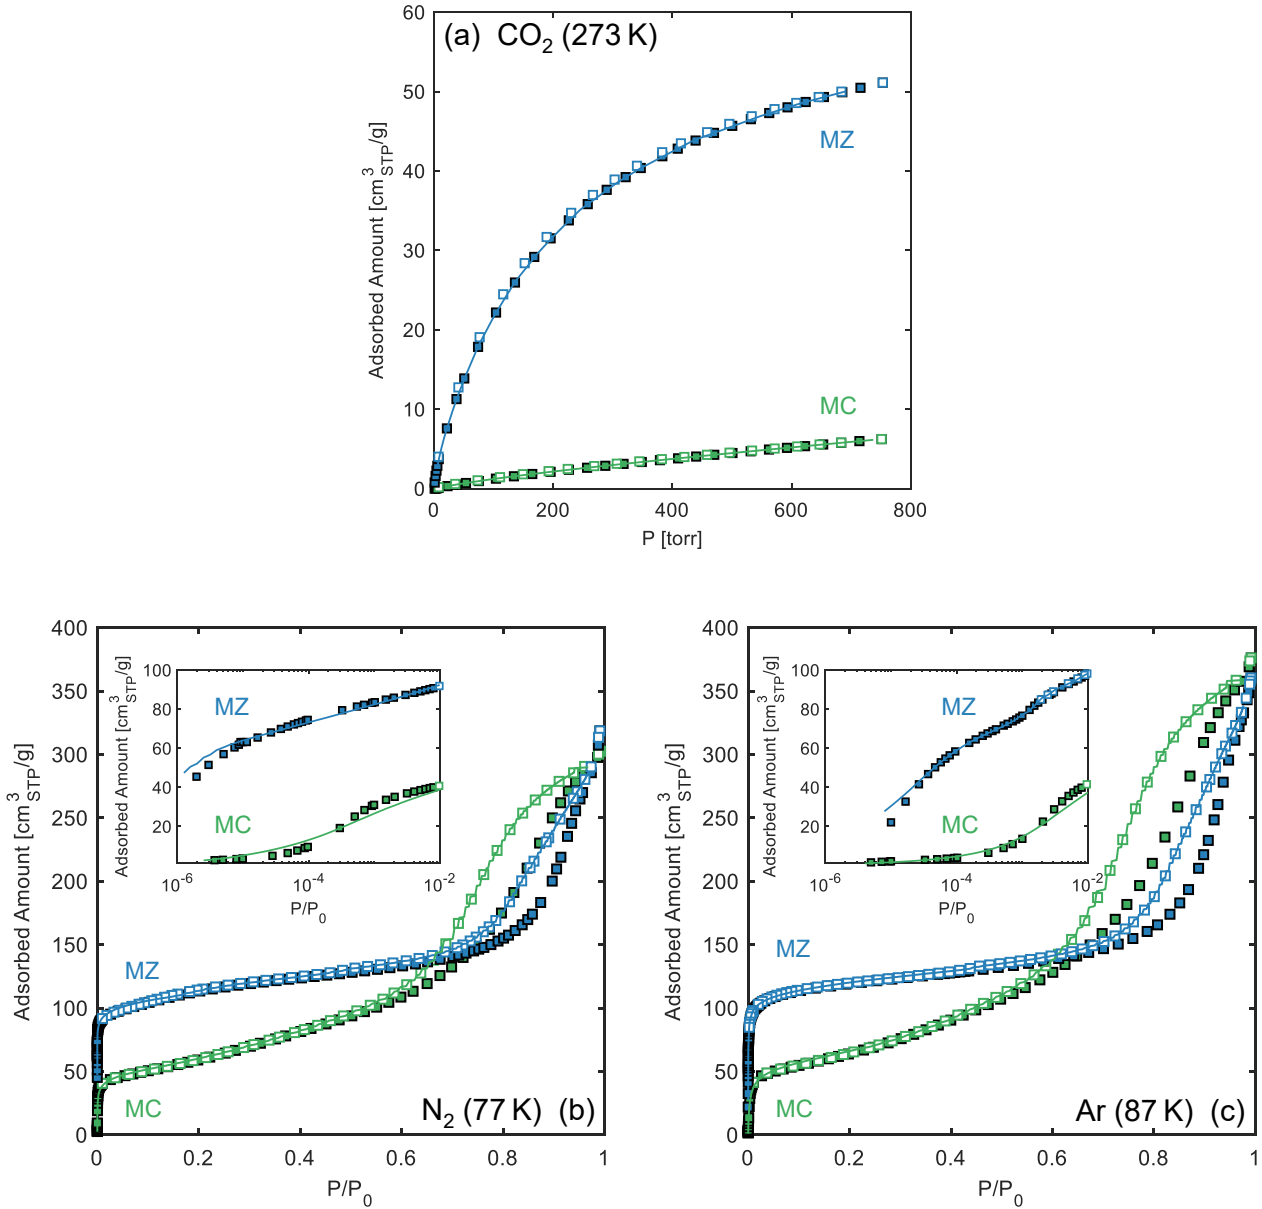 (a) CO2 (273 K)
Adsorbed Amount [cm3STP/g]
60
50
40
30
20
10
0
MZ
MC
0 200 400 600 800
P [torr]
Adsorbed Amount [cm3STP/g]
400
350
300
250
200
150
100
50
0
Adsorbed Amount [cm3STP/g]
100
80
60
40
20
MZ
MC
10-6 10-4 10-2
P/P0
MZ
MC
N2 (77 K) (b)
0 0.2 0.4 0.6 0.8 1
P/P0
Adsorbed Amount [cm3STP/g]
400
350
300
250
200
150
100
50
0
Adsorbed Amount [cm3STP/g]
100
80
60
40
20
MZ
MC
10-6 10-4 10-2
P/P0
MZ
MC
Ar (87 K) (c)
0 0.2 0.4 0.6 0.8 1
P/P0